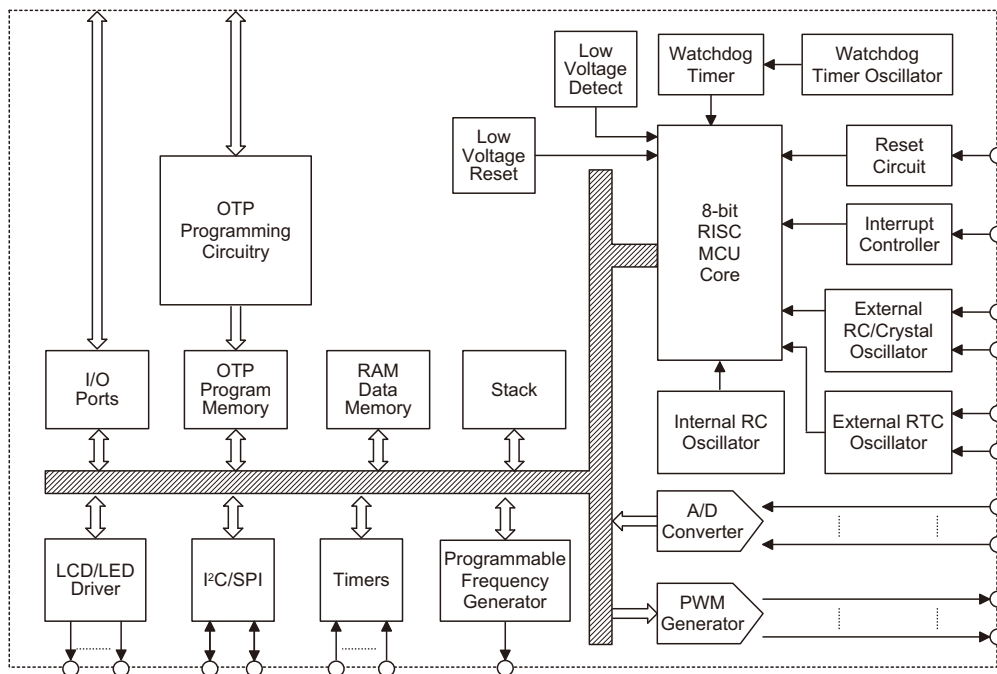 Low
Voltage
Detect
Watchdog
Timer
Watchdog
Timer Oscillator
Low
Voltage
Reset
Reset
Circuit
OTP
Programming
Circuitry
8-bit
RISC
MCU
Core
Interrupt
Controller
External
RC/Crystal
Oscillator
I/O
Ports
OTP
Program
Memory
RAM
Data
Memory
Stack
Internal RC
Oscillator
External RTC
Oscillator
A/D
Converter
LCD/LED
Driver
I²C/SPI
Timers
Programmable
Frequency
Generator
PWM
Generator